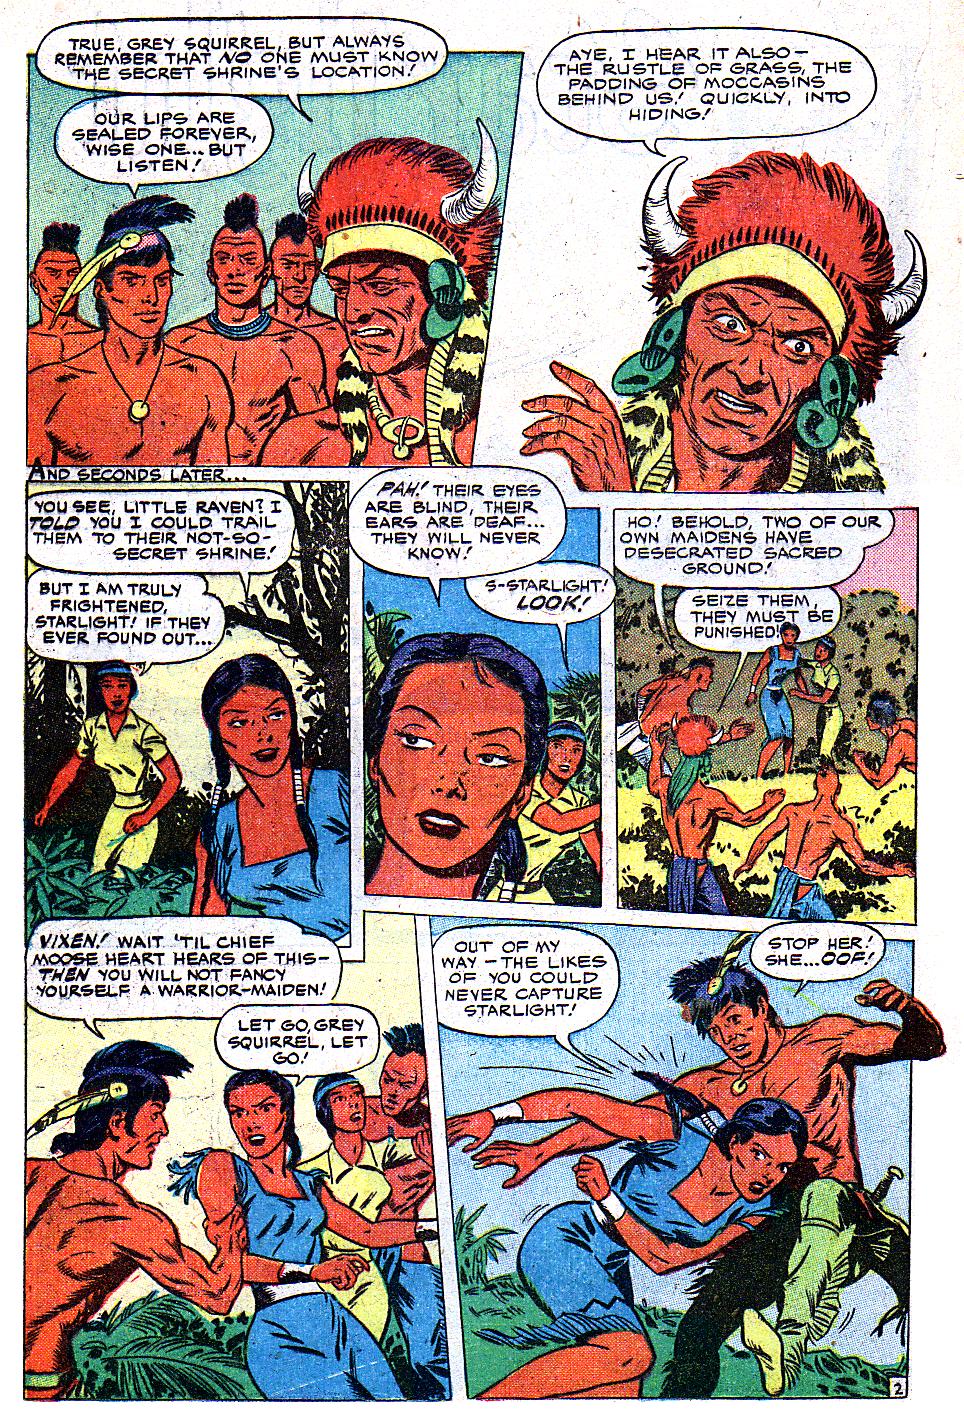 TRUE, GREY SQUIRREL, BUT ALWAYS
REMEMBER THAT NO ONE MUST KNOW
THE SECRET SHRINE'S LOCATION!
OUR LIPS ARE
SEALED FOREVER,
WISE ONE... BUT
LISTEN!
AYE, I HEAR IT ALSO—
THE RUSTLE OF GRASS, THE
PADDING OF MOCCASINS
BEHIND US! QUICKLY, INTO
HIDING!
AND SECONDS LATER...
YOU SEE, LITTLE RAVEN? I
TOLD YOU I COULD TRAIL
THEM TO THEIR NOT-SO-
SECRET SHRINE!
BUT I AM TRULY
FRIGHTENED,
STARLIGHT! IF THEY
EVER FOUND OUT...
PAH! THEIR EYES
ARE BLIND, THEIR
EARS ARE DEAF...
THEY WILL NEVER
KNOW!
S-STARLIGHT!
LOOK!
HO! BEHOLD, TWO OF OUR
OWN MAIDENS HAVE
DESECRATED SACRED
GROUND!
SEIZE THEM,
THEY MUST BE
PUNISHED!
VIXEN! WAIT 'TIL CHIEF
MOOSE HEART HEARS OF THIS—
THEN YOU WILL NOT FANCY
YOURSELF A WARRIOR-MAIDEN!
LET GO, GREY
SQUIRREL, LET
GO!
OUT OF MY
WAY—THE LIKES
OF YOU COULD
NEVER CAPTURE
STARLIGHT!
STOP HER!
SHE...OOF!
2